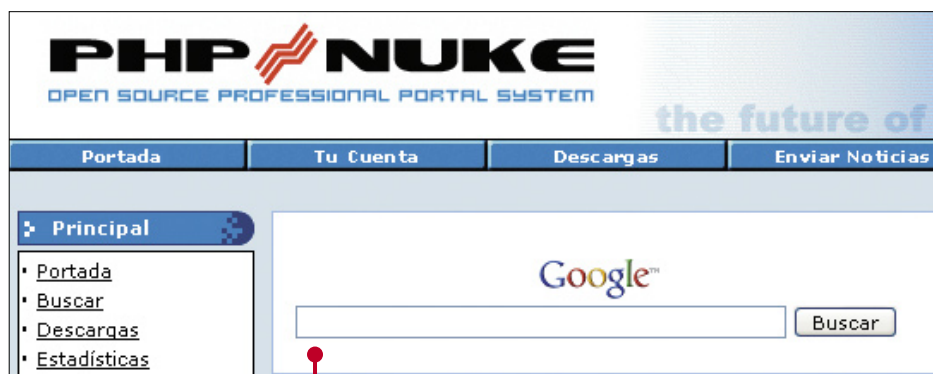 PHP NUKE
OPEN SOURCE PROFESSIONAL PORTAL SYSTEM
the future of
Portada Tu Cuenta Descargas Enviar Noticias
Principal
Portada
Buscar
Descargas
Estadísticas
Google™
Buscar